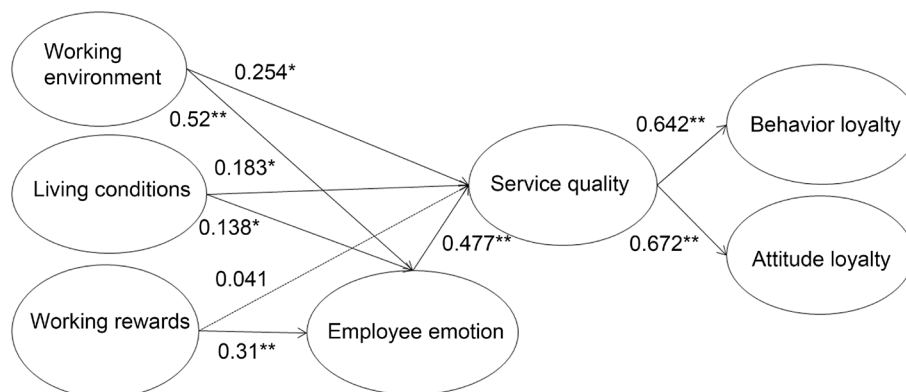 Working
environment
0.254*
0.52**
Living conditions
0.183*
0.138*
Working rewards
0.041
0.31**
Employee emotion
0.477**
Service quality
0.642**
0.672**
Behavior loyalty
Attitude loyalty